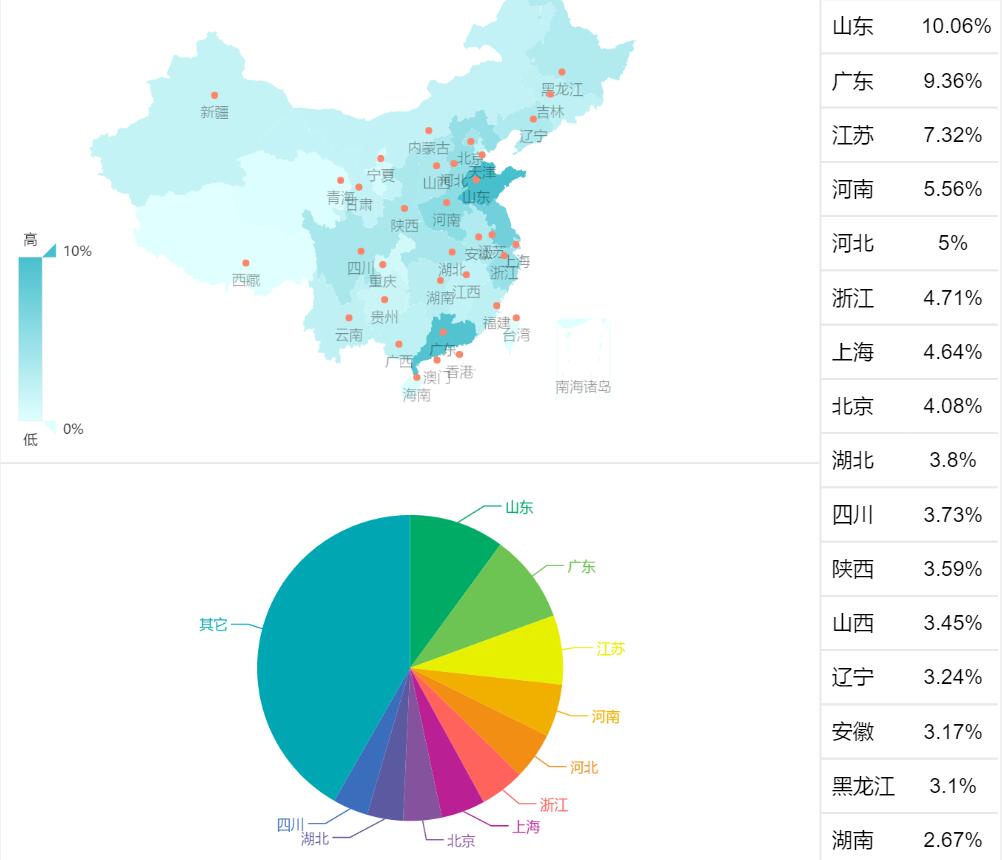 黑龙江
吉林
新疆
辽宁
内蒙古
北京
天津
宁夏
山西
河北
青海
甘肃
山东
陕西
河南
高
10%
安徽
江苏
上海
四川
湖北
浙江
西藏
重庆
湖南
江西
贵州
福建
云南
台湾
广西
广东
香港
澳门
海南
南海诸岛
0%
低
山东
广东
其它
江苏
河南
河北
浙江
四川
上海
湖北
北京
山东 10.06%
广东 9.36%
江苏 7.32%
河南 5.56%
河北 5%
浙江 4.71%
上海 4.64%
北京 4.08%
湖北 3.8%
四川 3.73%
陕西 3.59%
山西 3.45%
辽宁 3.24%
安徽 3.17%
黑龙江 3.1%
湖南 2.67%